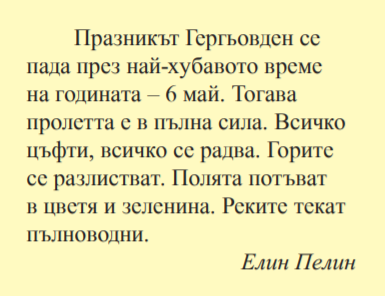 Празникът Гергьовден се
пада през най-хубавото време
на годината – 6 май. Тогава
пролетта е в пълна сила. Всичко
цъфти, всичко се радва. Горите
се разлистват. Полята потъват
в цветя и зеленина. Реките текат
пълноводни.
Елин Пелин